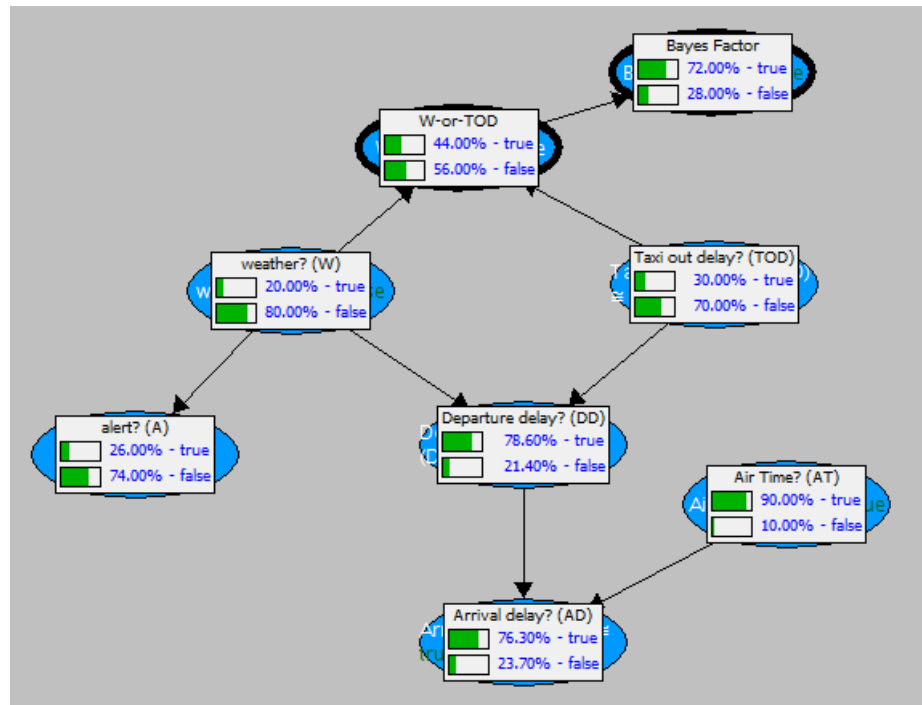 Bayes Factor
72.00% - true
28.00% - false
W-or-TOD
44.00% - true
56.00% - false
weather? (W)
20.00% - true
80.00% - false
Taxi out delay? (TOD)
30.00% - true
70.00% - false
alert? (A)
26.00% - true
74.00% - false
Departure delay? (DD)
78.60% - true
21.40% - false
Air Time? (AT)
90.00% - true
10.00% - false
Arrival delay? (AD)
76.30% - true
23.70% - false